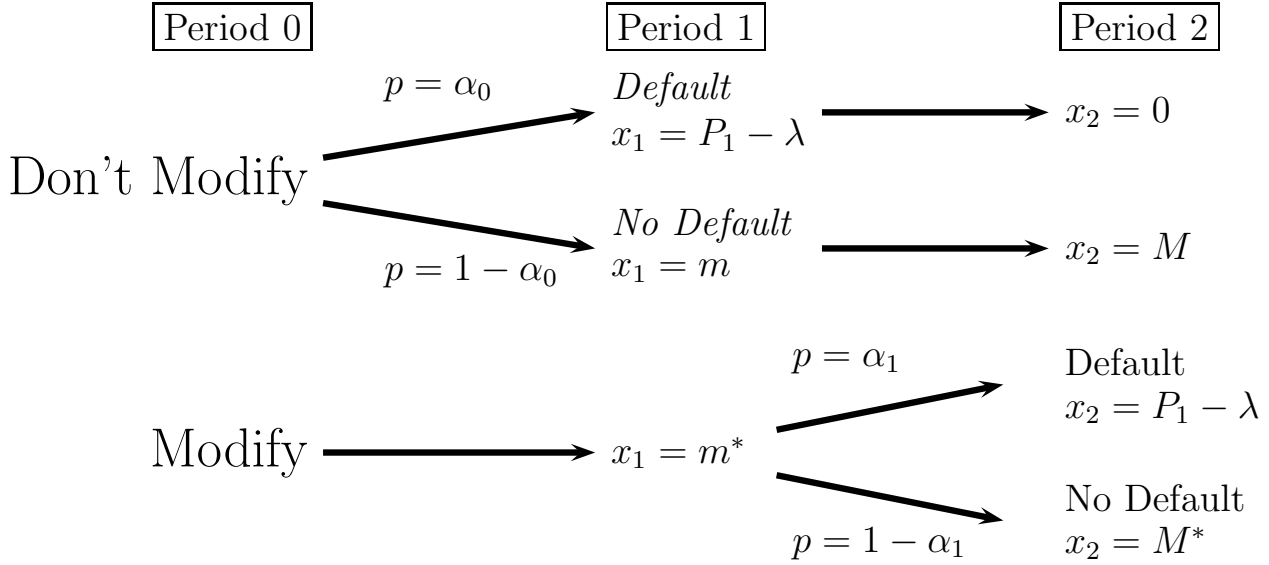 Period 0
Period 1
Period 2
p = α₀
Default
x₁ = P₁ − λ
x₂ = 0
Don't Modify
No Default
x₁ = m
x₂ = M
p = 1 − α₀
p = α₁
Default
x₂ = P₁ − λ
Modify
x₁ = m*
No Default
x₂ = M*
p = 1 − α₁